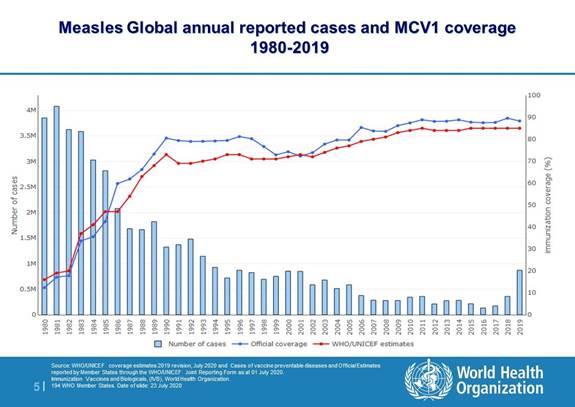 Measles Global annual reported cases and MCV1 coverage
1980-2019
Number of cases
4M
3.5M
3M
2.5M
2M
1.5M
1M
0.5M
0
immunization coverage (%)
100
90
80
70
60
50
40
30
20
10
0
1980 1981 1982 1983 1984 1985 1986 1987 1988 1989 1990 1991 1992 1993 1994 1995 1996 1997 1998 1999 2000 2001 2002 2003 2004 2005 2006 2007 2008 2009 2010 2011 2012 2013 2014 2015 2016 2017 2018 2019
Number of cases Official coverage WHO/UNICEF estimates
Source: WHO/UNICEF coverage estimates 2019 revision, July 2020 and Cases of vaccine preventable diseases and Official Estimates
reported by Member States through the WHO/UNICEF Joint Reporting Form as at 01 July 2020.
Immunization Vaccines and Biologicals, (IVB), World Health Organization.
194 WHO Member States. Date of slide: 23 July 2020
5
World Health
Organization